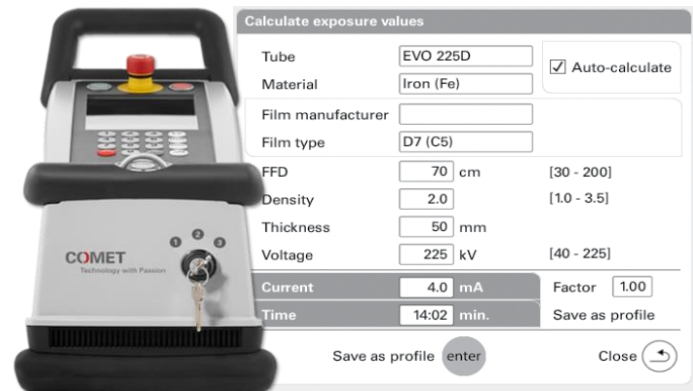 Calculate exposure values
Tube EVO 225D
Auto-calculate
Material Iron (Fe)
Film manufacturer
Film type D7 (C5)
FFD 70 cm [30 - 200]
Density 2.0 [1.0 - 3.5]
Thickness 50 mm
Voltage 225 kV [40 - 225]
Current 4.0 mA Factor 1.00
Time 14:02 min. Save as profile
Save as profile enter Close
1 2 3
COMET
Technology with Passion